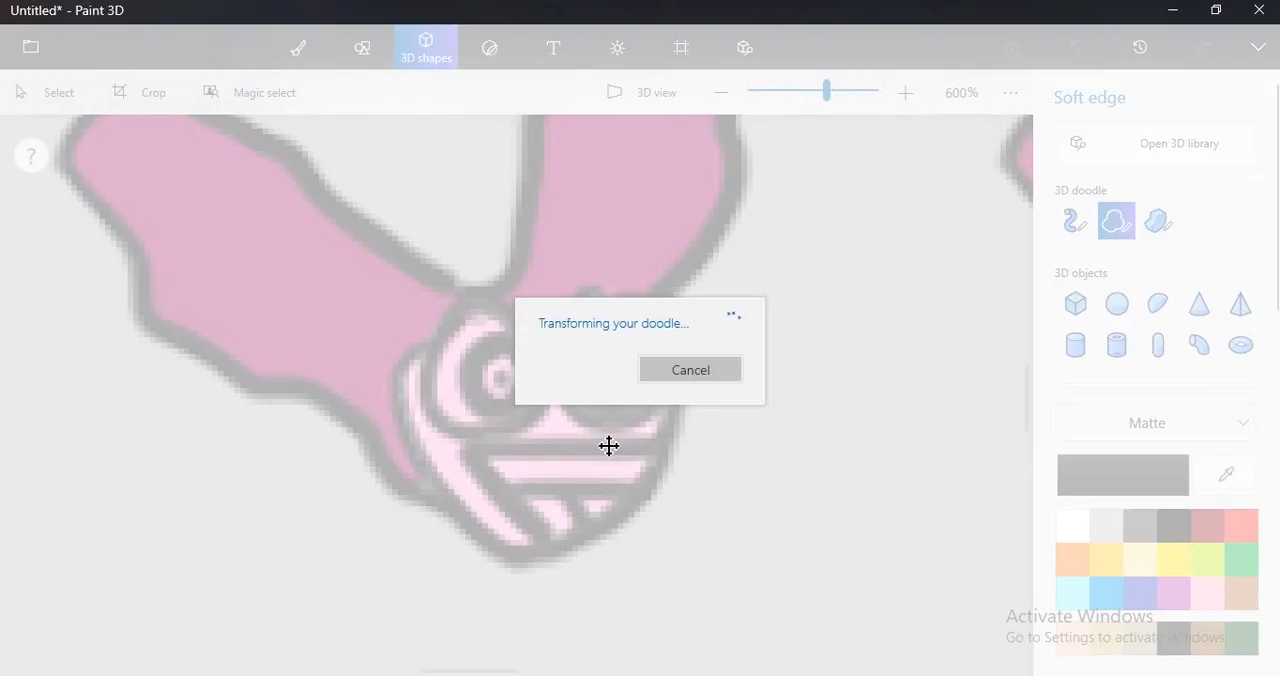 Untitled* - Paint 3D
3D shapes
Select
Crop
Magic select
3D view
600%
Soft edge
?
Open 3D library
3D doodle
3D objects
Transforming your doodle...
Cancel
Matte
Activate Windows
Go to Settings to activate Windows